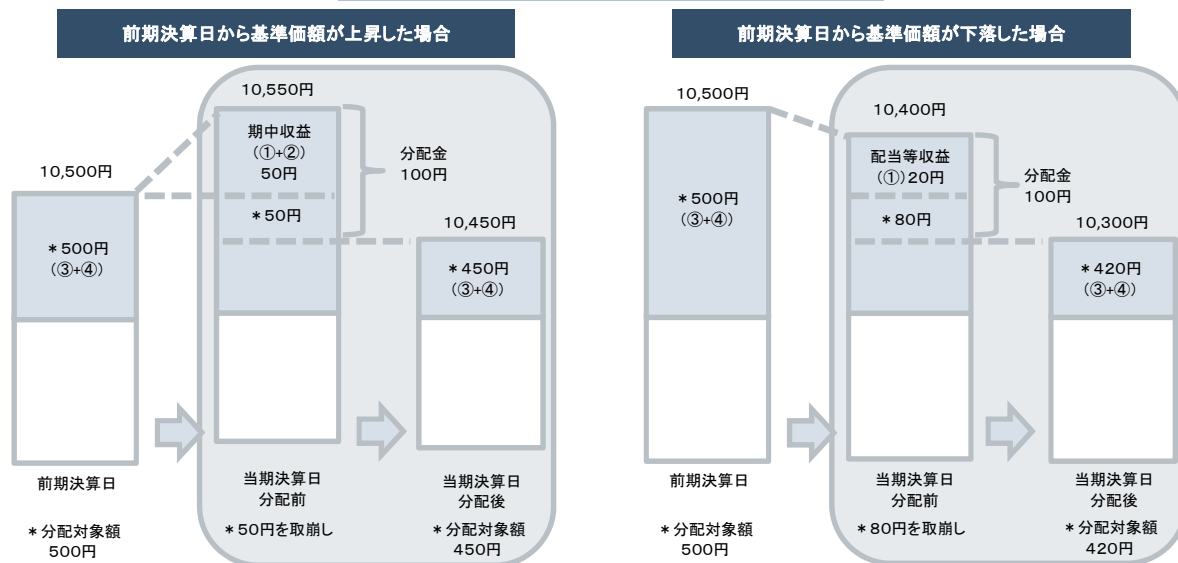 前期決算日から基準価額が上昇した場合
10,550円
10,500円
期中収益
(①+②)
50円
分配金
100円
*50円
10,450円
*500円
(③+④)
*450円
(③+④)
前期決算日
当期決算日
分配前
当期決算日
分配後
*分配対象額
500円
*50円を取崩し
*分配対象額
450円
前期決算日から基準価額が下落した場合
10,500円
10,400円
配当等収益
(①)20円
分配金
100円
*500円
(③+④)
*80円
10,300円
*420円
(③+④)
前期決算日
当期決算日
分配前
当期決算日
分配後
*分配対象額
500円
*80円を取崩し
*分配対象額
420円